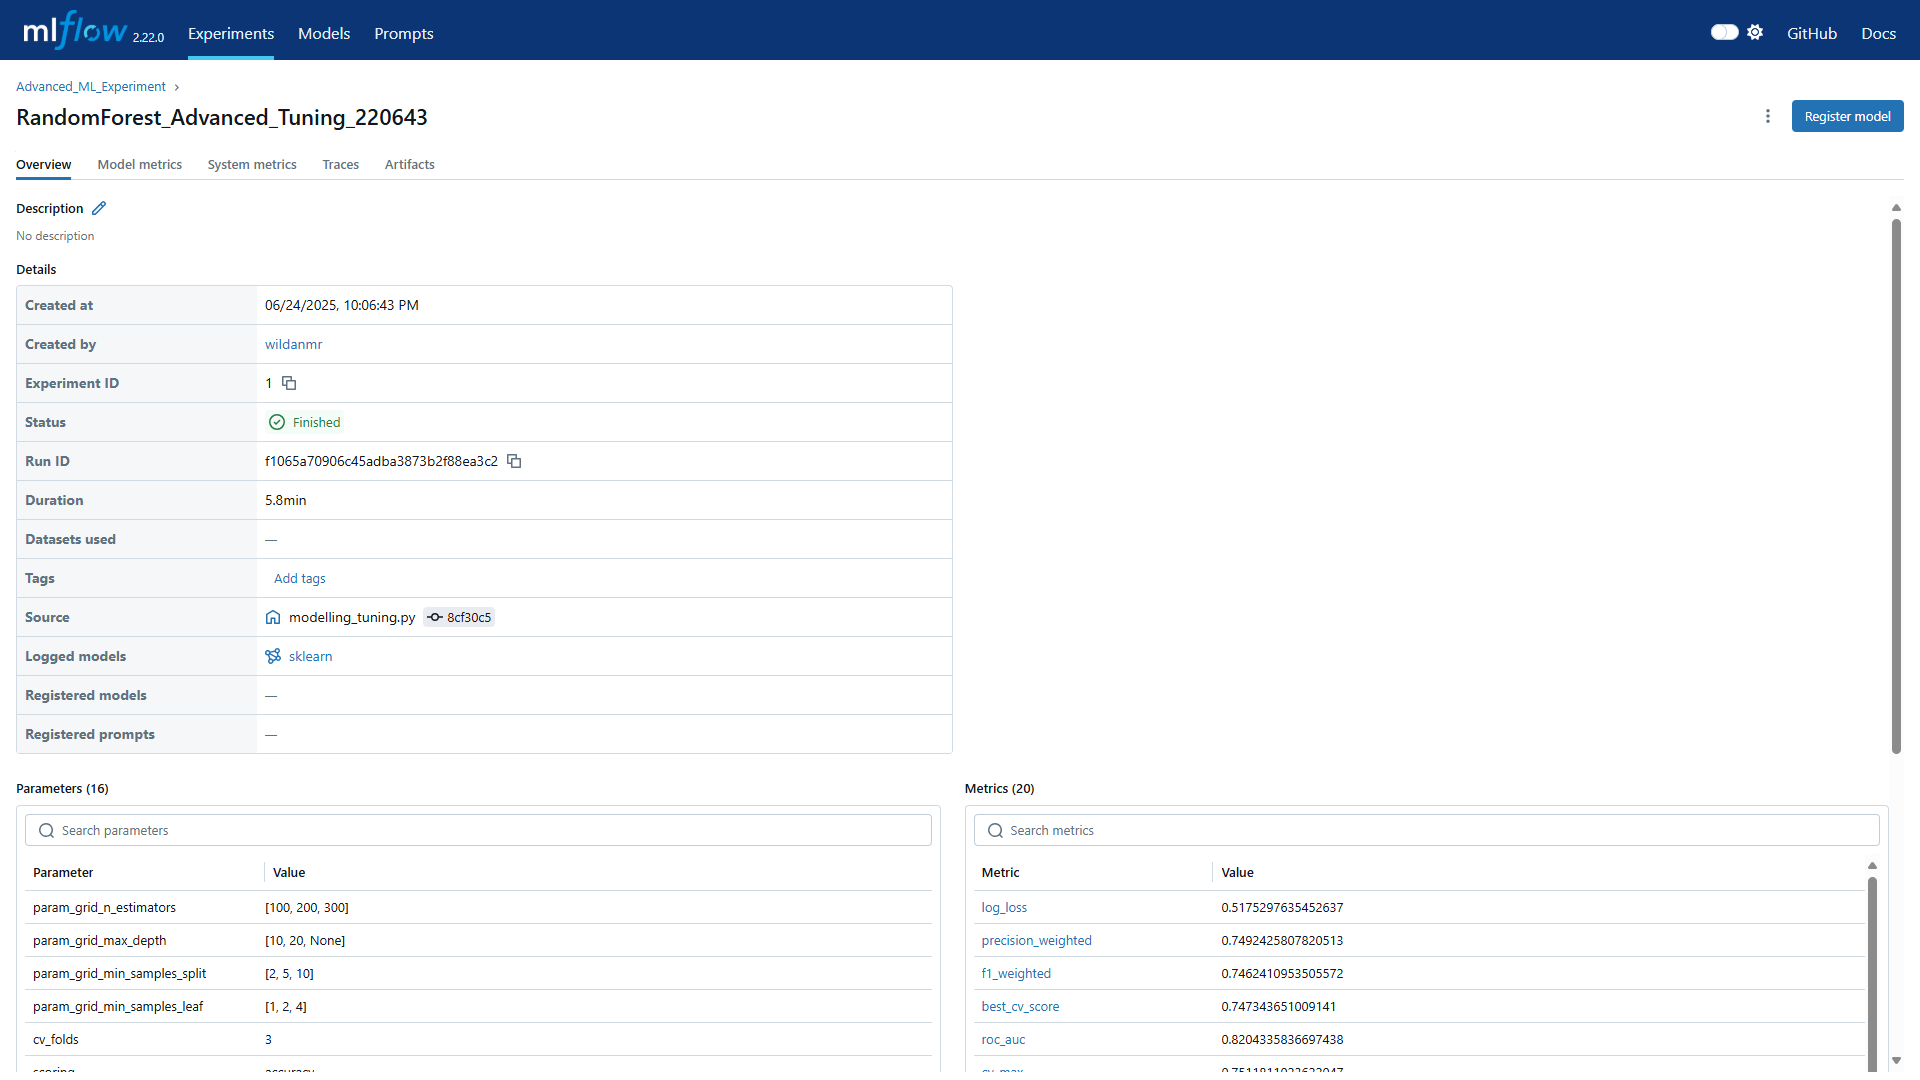 mlflow 2.22.0 Experiments Models Prompts GitHub Docs
Advanced_ML_Experiment
RandomForest_Advanced_Tuning_220643
Register model
Overview Model metrics System metrics Traces Artifacts
Description
No description
Details
Created at 06/24/2025, 10:06:43 PM
Created by wildanmr
Experiment ID 1
Status Finished
Run ID f1065a70906c45adba3873b2f88ea3c2
Duration 5.8min
Datasets used —
Tags Add tags
Source modelling_tuning.py 8cf30c5
Logged models sklearn
Registered models —
Registered prompts —
Parameters (16)
Search parameters
Parameter Value
param_grid_n_estimators [100, 200, 300]
param_grid_max_depth [10, 20, None]
param_grid_min_samples_split [2, 5, 10]
param_grid_min_samples_leaf [1, 2, 4]
cv_folds 3
scoring accuracy
Metrics (20)
Search metrics
Metric Value
log_loss 0.5175297635452637
precision_weighted 0.7492425807820513
f1_weighted 0.7462410953505572
best_cv_score 0.747343651009141
roc_auc 0.8204335836697438
cv_max